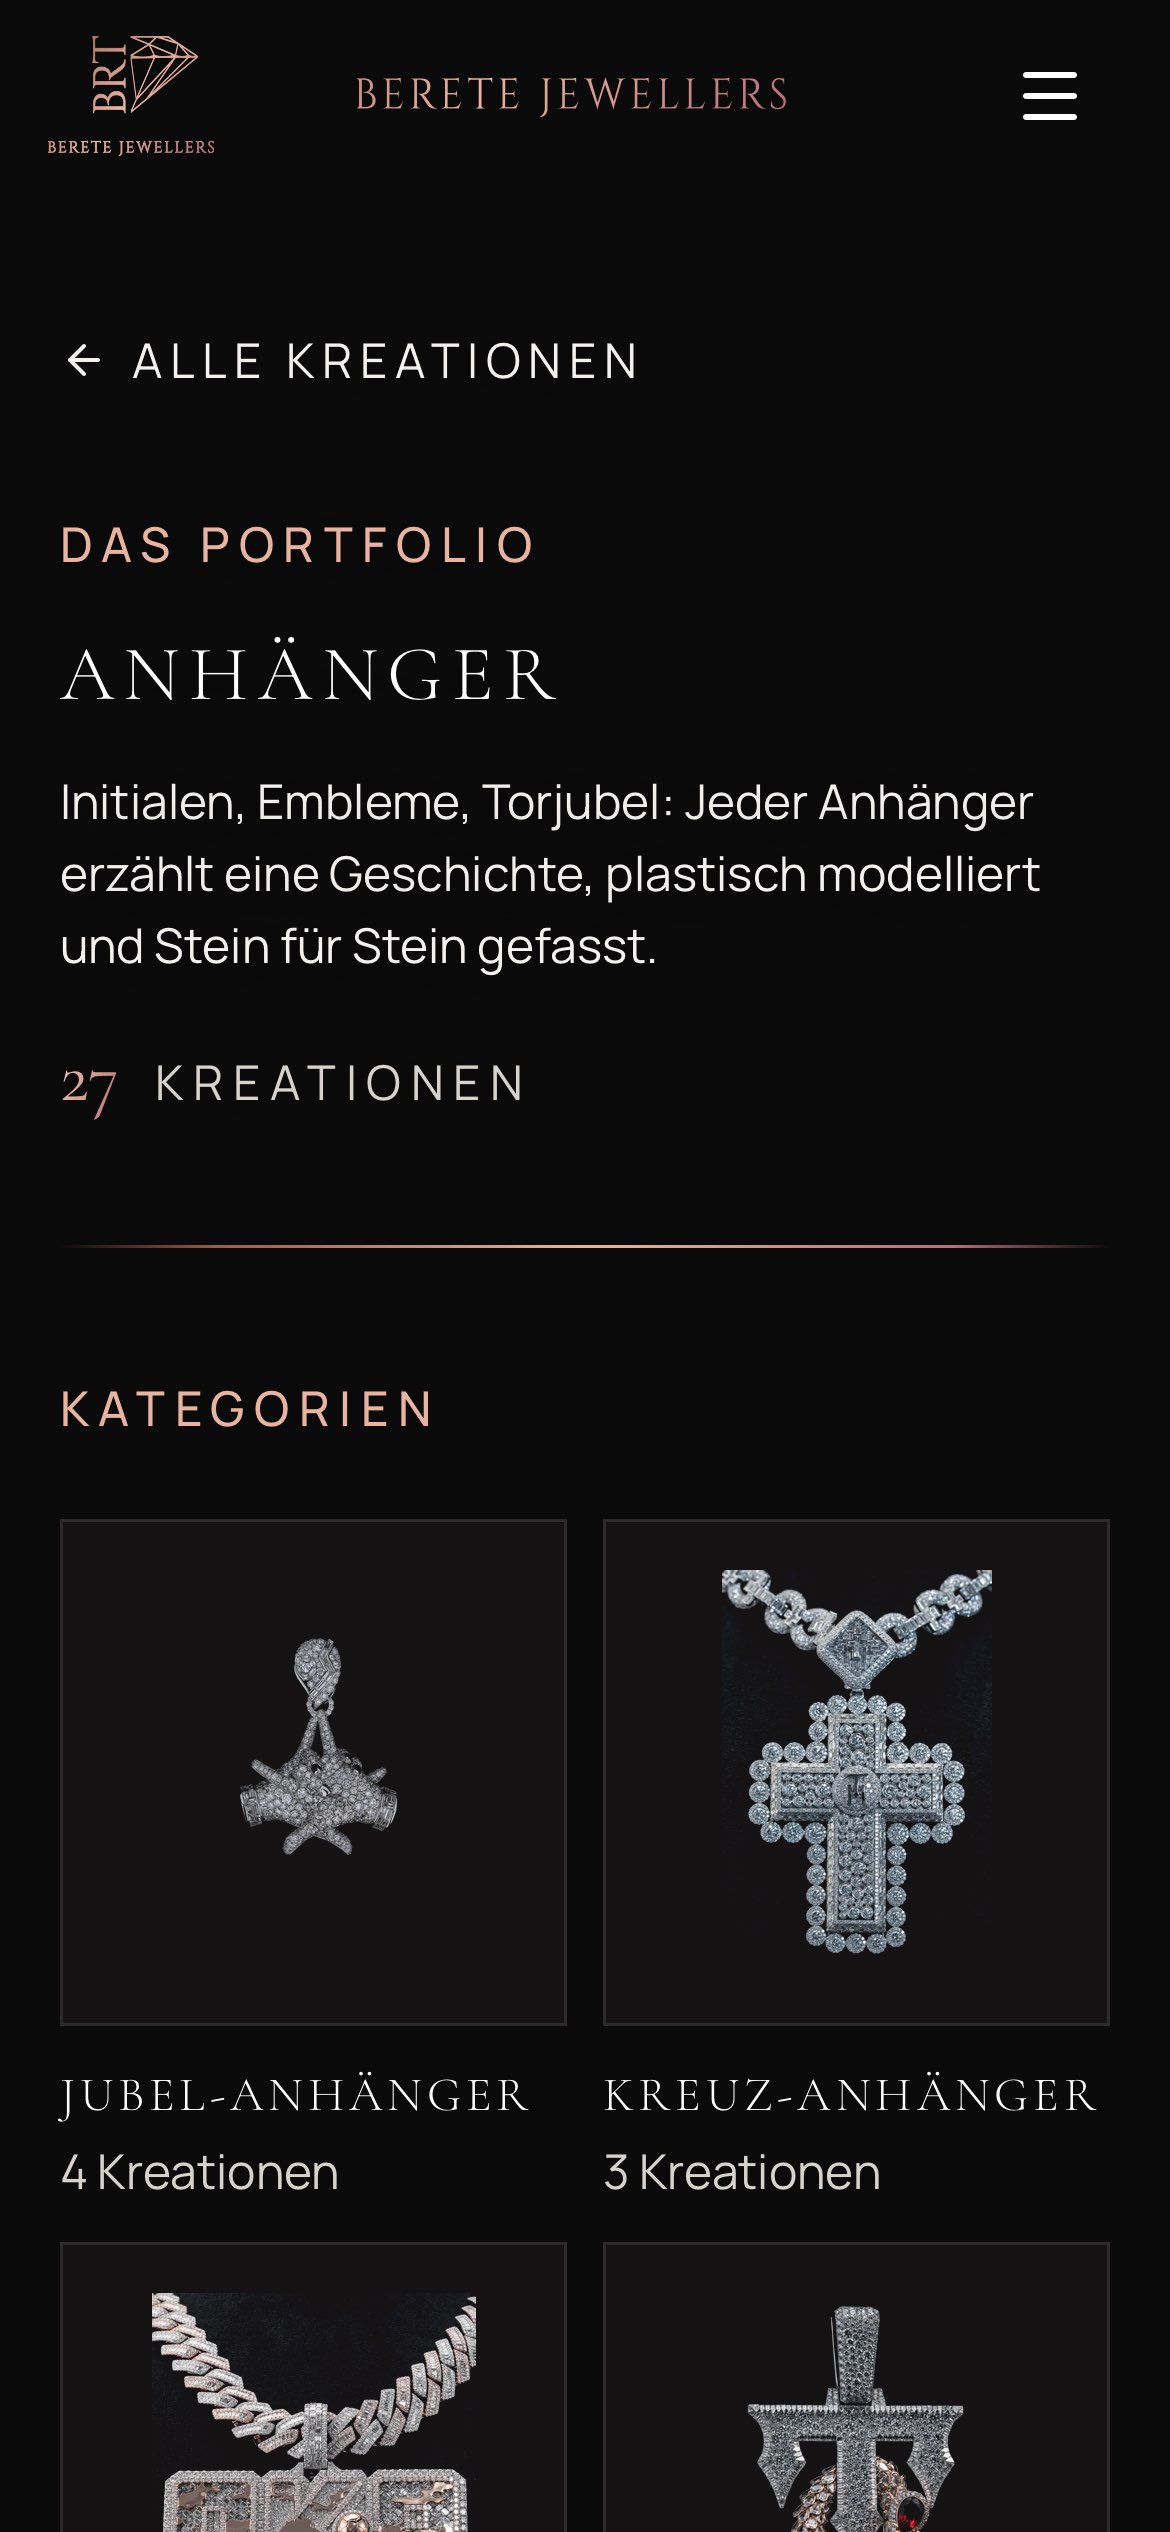 BRT
BERETE JEWELLERS
BERETE JEWELLERS
ALLE KREATIONEN
DAS PORTFOLIO
ANHÄNGER
Initialen, Embleme, Torjubel: Jeder Anhänger
erzählt eine Geschichte, plastisch modelliert
und Stein für Stein gefasst.
27 KREATIONEN
KATEGORIEN
JUBEL-ANHÄNGER
4 Kreationen
KREUZ-ANHÄNGER
3 Kreationen